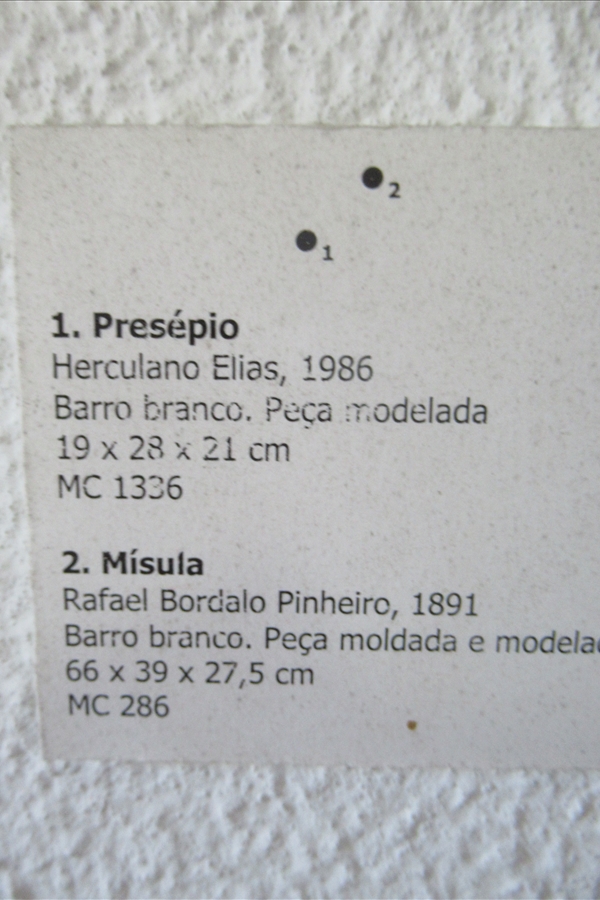 2
1
1. Presépio
Herculano Elias, 1986
Barro branco. Peça modelada
19 x 28 x 21 cm
MC 1336
2. Mísula
Rafael Bordalo Pinheiro, 1891
Barro branco. Peça moldada e modelad
66 x 39 x 27,5 cm
MC 286